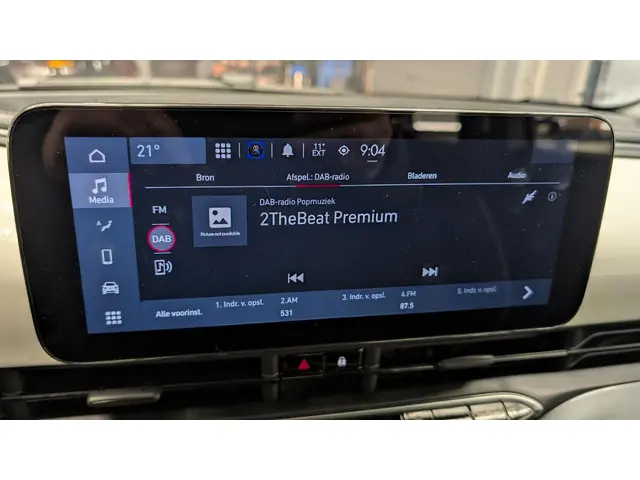 21°
11° EXT
9:04
Bron
Afspel.: DAB-radio
Bladeren
Audio
Media
FM
DAB
DAB-radio Popmuziek
2TheBeat Premium
Picture not available
Alle voorinst.
1. Indr. v. opsl.
2.AM
531
3. Indr. v. opsl.
4.FM
87.5
5. Indr. v. opsl.